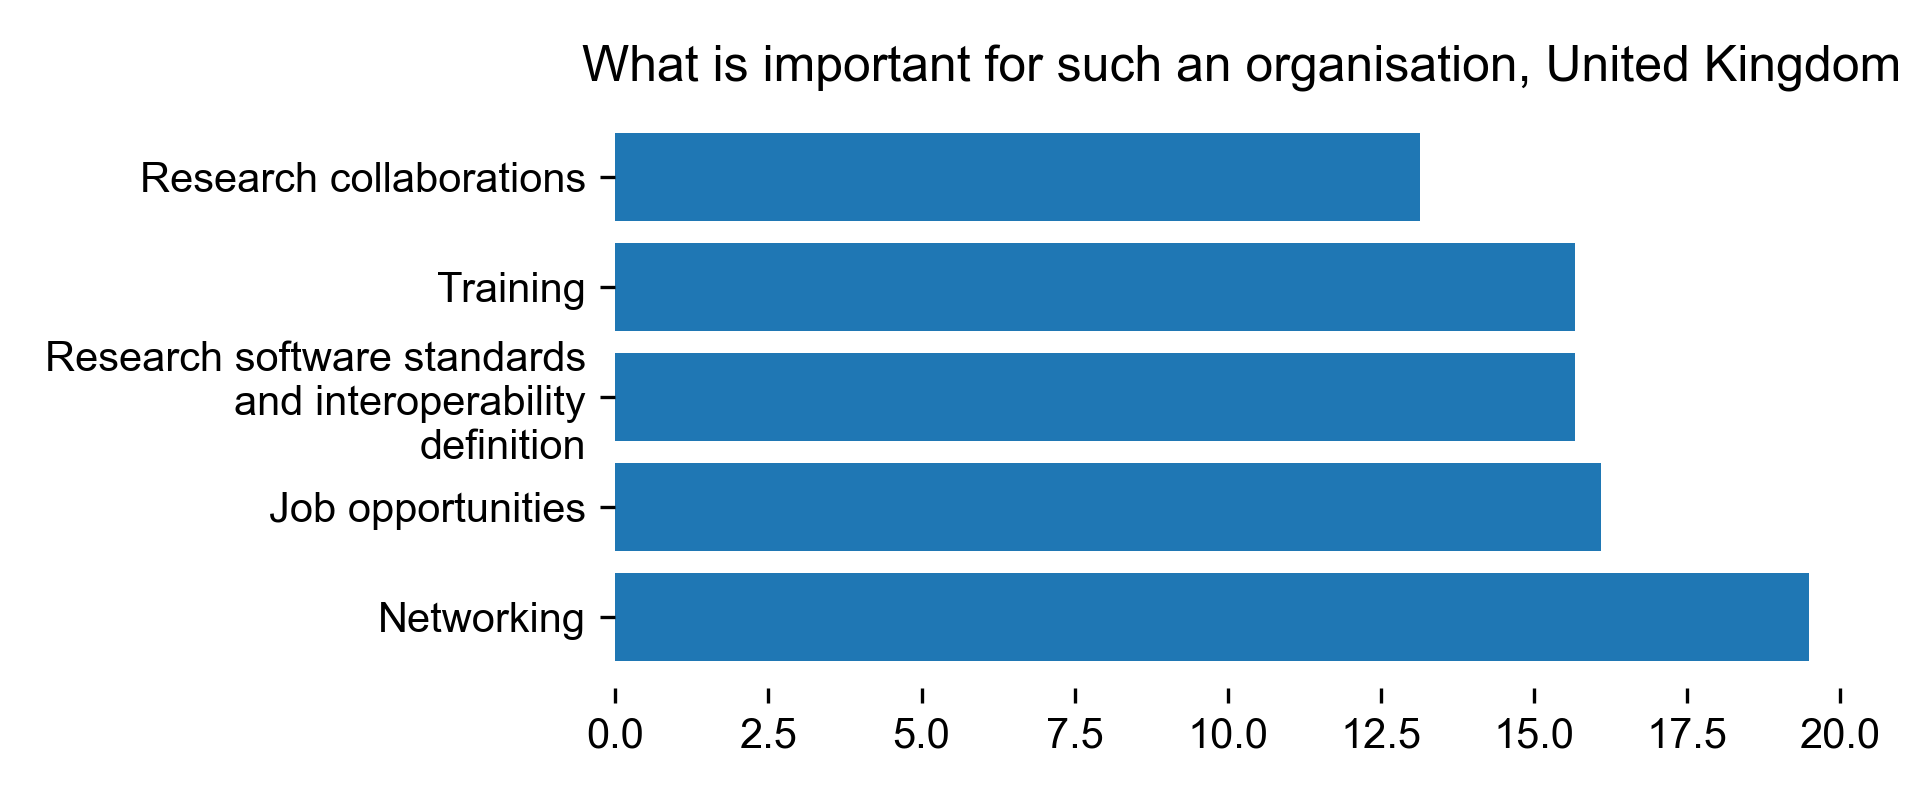 What is important for such an organisation, United Kingdom
Research collaborations
Training
Research software standards
and interoperability
definition
Job opportunities
Networking
0.0 2.5 5.0 7.5 10.0 12.5 15.0 17.5 20.0